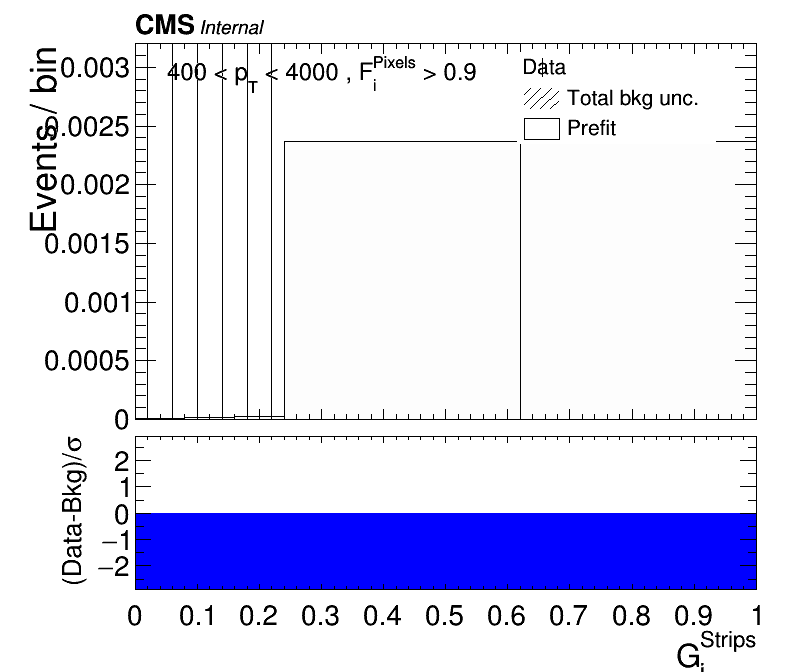 CMS Internal
Events / bin
400 < p_T < 4000 , F_i^Pixels > 0.9
Data
Total bkg unc.
Prefit
0.003
0.0025
0.002
0.0015
0.001
0.0005
0
(Data-Bkg)/σ
2
1
0
−1
−2
0 0.1 0.2 0.3 0.4 0.5 0.6 0.7 0.8 0.9 1
G_i^Strips